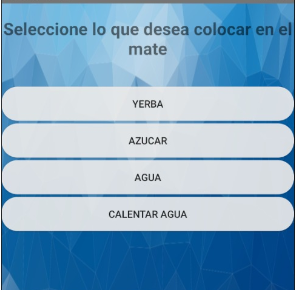 Seleccione lo que desea colocar en el
mate
YERBA
AZUCAR
AGUA
CALENTAR AGUA